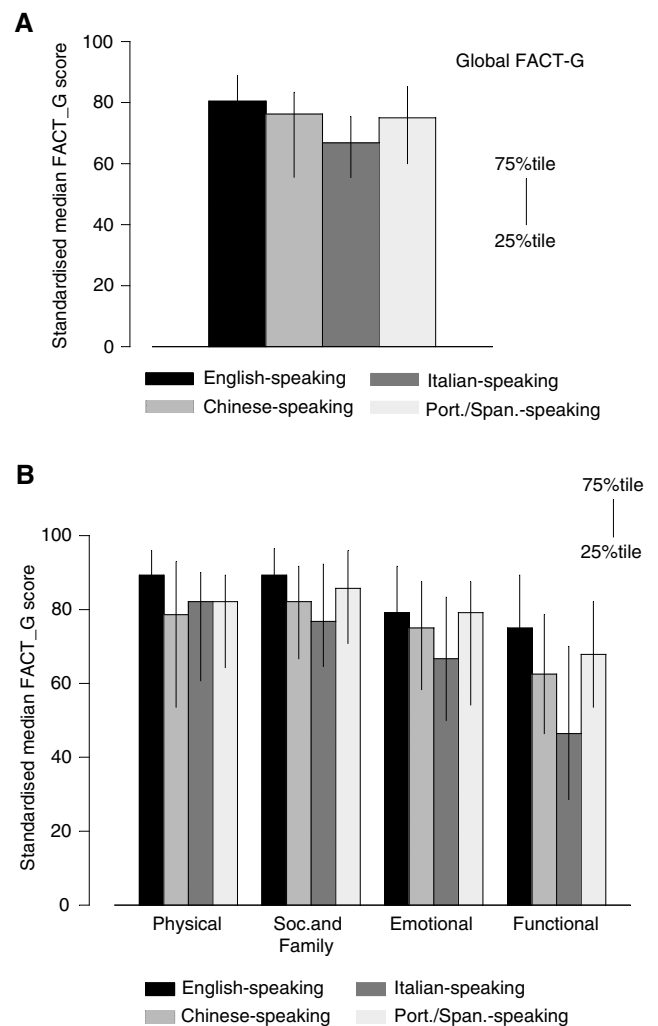 A
Standardised median FACT_G score
100
80
60
40
20
0
Global FACT-G
75%tile
25%tile
English-speaking
Italian-speaking
Chinese-speaking
Port./Span.-speaking
B
75%tile
25%tile
Standardised median FACT_G score
100
80
60
40
20
0
Physical
Soc.and
Family
Emotional
Functional
English-speaking
Italian-speaking
Chinese-speaking
Port./Span.-speaking